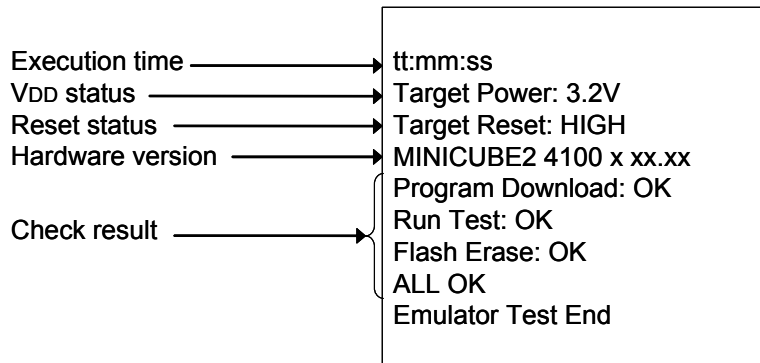 Execution time tt:mm:ss
VDD status Target Power: 3.2V
Reset status Target Reset: HIGH
Hardware version MINICUBE2 4100 x xx.xx
Program Download: OK
Check result Run Test: OK
Flash Erase: OK
ALL OK
Emulator Test End